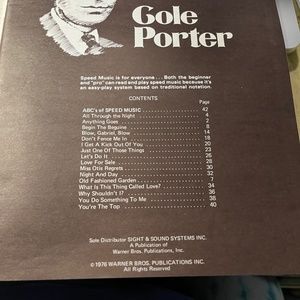 Cole
Porter
Speed Music is for everyone . . . Both the beginner
and "pro" can read and play speed music because it's
an easy-play system based on traditional notation.
CONTENTS
Page
ABC's of SPEED MUSIC 42
All Through the Night 4
Anything Goes 2
Begin the Beguine 8
Blow, Gabriel, Blow 14
Don't Fence Me In 18
I Get A Kick Out Of You 20
Just One Of Those Things 23
Let's Do It 25
Love For Sale 28
Miss Otis Regrets 30
Night And Day 32
Old Fashioned Garden 7
What Is This Thing Called Love? 34
Why Shouldn't I? 36
You Do Something To Me 38
You're The Top 40
Sole Distributor SIGHT & SOUND SYSTEMS INC.
A Publication of
Warner Bros. Publications, Inc.
©1976 WARNER BROS. PUBLICATIONS INC.
All Rights Reserved